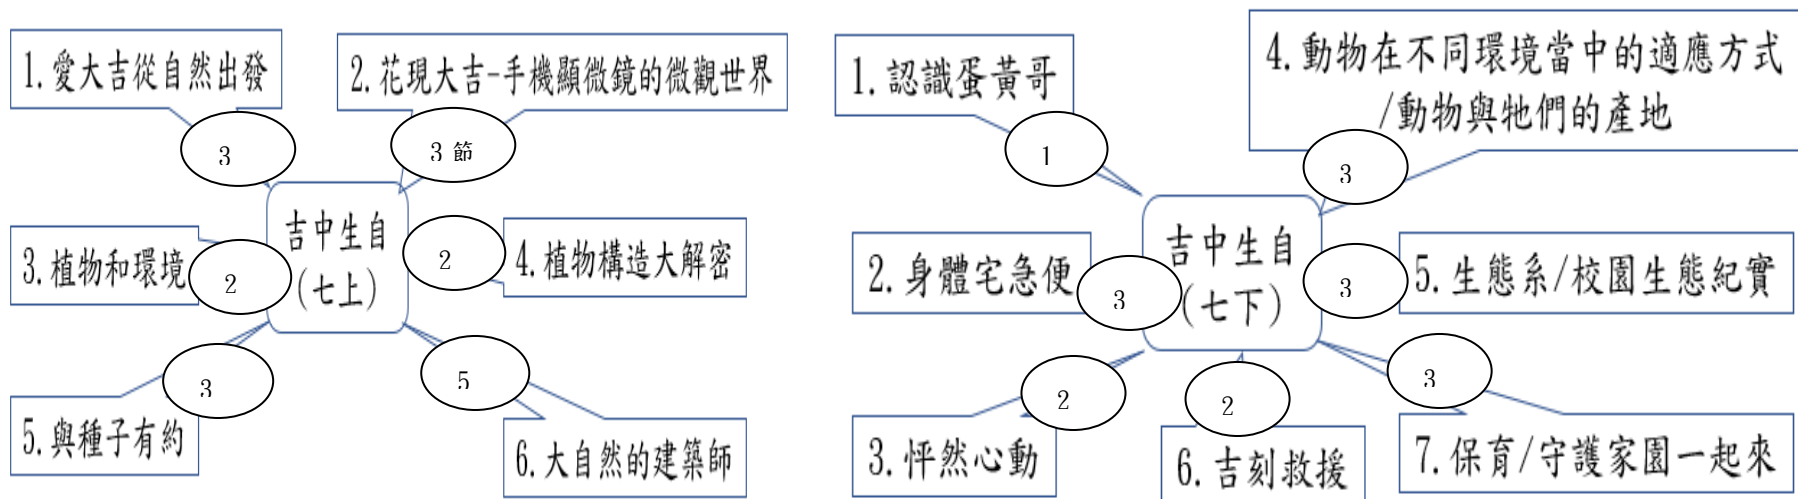 1.愛大吉從自然出發
2.花現大吉-手機顯微鏡的微觀世界
3
3 節
吉中生自
(七上)
3.植物和環境
2
2
4.植物構造大解密
3
5
5.與種子有約
6.大自然的建築師
1.認識蛋黃哥
4.動物在不同環境當中的適應方式
/動物與牠們的產地
1
3
吉中生自
(七下)
2.身體宅急便
3
3
5.生態系/校園生態紀實
2
2
3
3.怦然心動
6.吉刻救援
7.保育/守護家園一起來